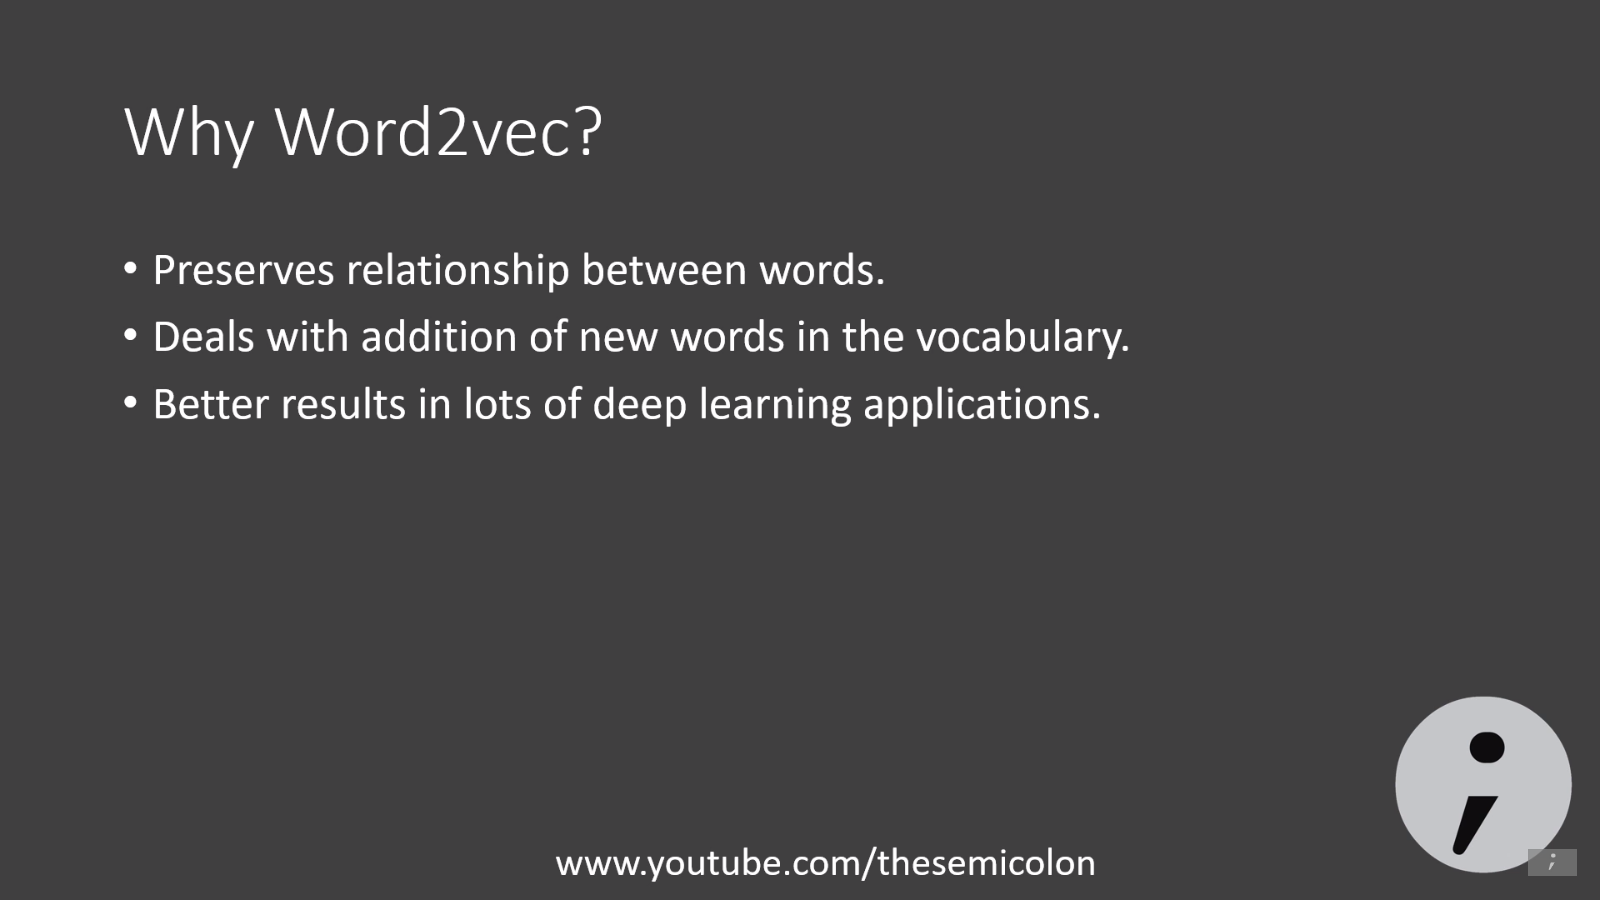 Why Word2vec?
• Preserves relationship between words.
• Deals with addition of new words in the vocabulary.
• Better results in lots of deep learning applications.
www.youtube.com/thesemicolon
;
;